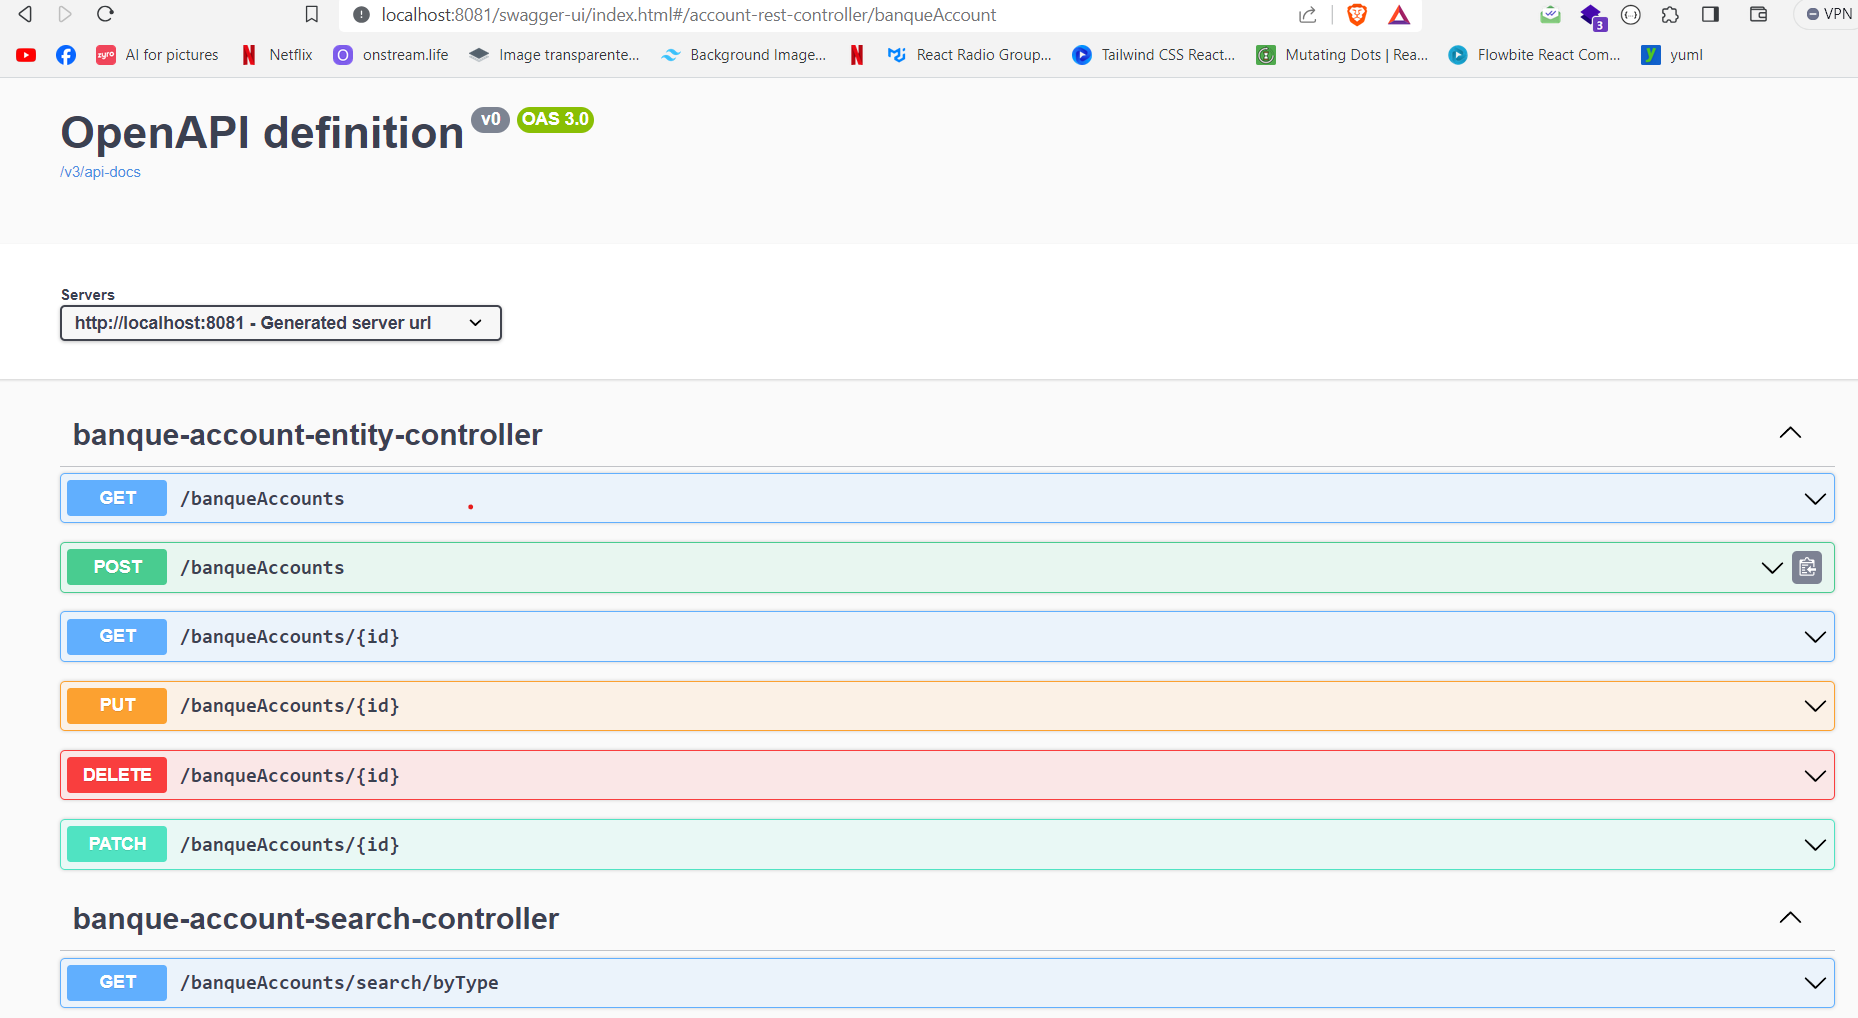 localhost:8081/swagger-ui/index.html#/account-rest-controller/banqueAccount
3
VPN
zyro AI for pictures
Netflix
onstream.life
Image transparente...
Background Image...
React Radio Group...
Tailwind CSS React...
Mutating Dots | Rea...
Flowbite React Com...
yuml
OpenAPI definition v0 OAS 3.0
/v3/api-docs
Servers
http://localhost:8081 - Generated server url
banque-account-entity-controller
GET /banqueAccounts
POST /banqueAccounts
GET /banqueAccounts/{id}
PUT /banqueAccounts/{id}
DELETE /banqueAccounts/{id}
PATCH /banqueAccounts/{id}
banque-account-search-controller
GET /banqueAccounts/search/byType